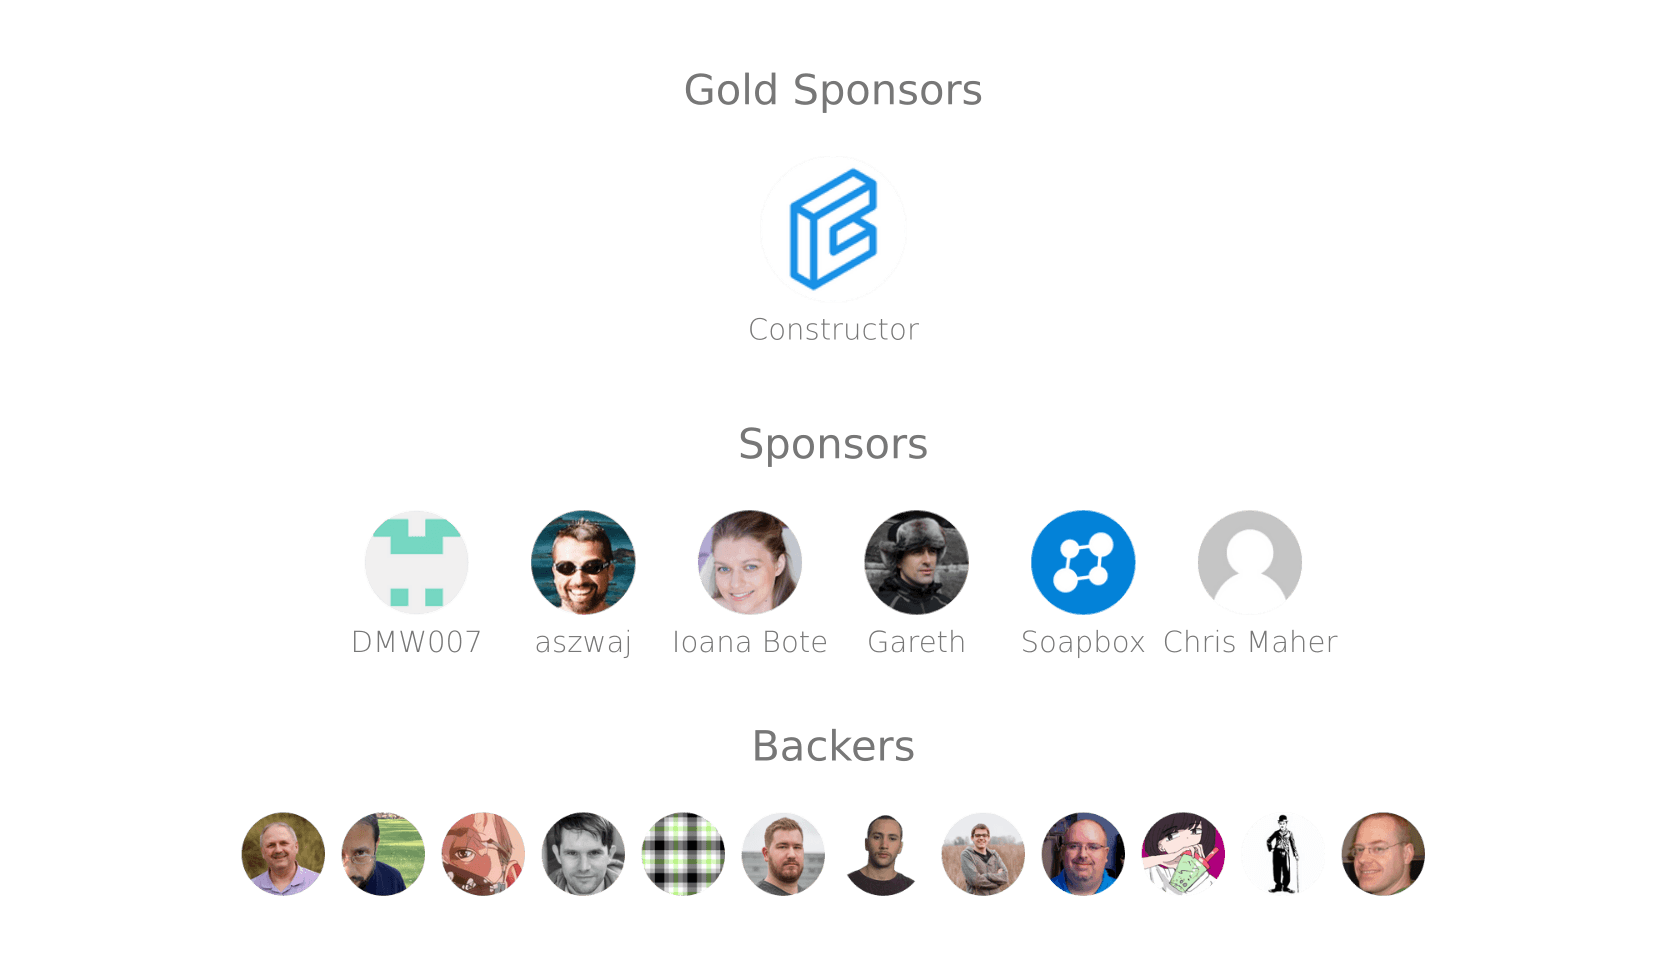 Gold Sponsors
Constructor
Sponsors
DMW007 aszwaj Ioana Bote Gareth Soapbox Chris Maher
Backers